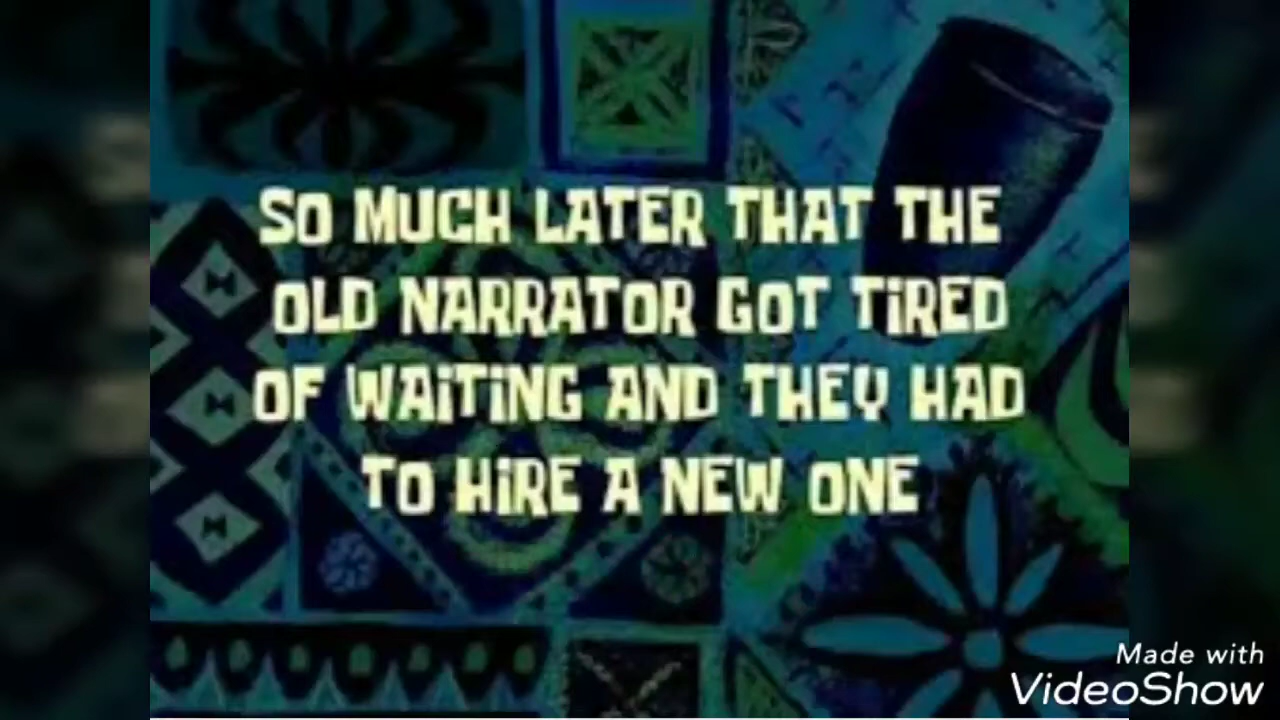 SO MUCH LATER THAT THE
OLD NARRATOR GOT TiRED
OF WAiTiNG AND THEY HAD
TO HiRE A NEW ONE
Made with
VideoShow